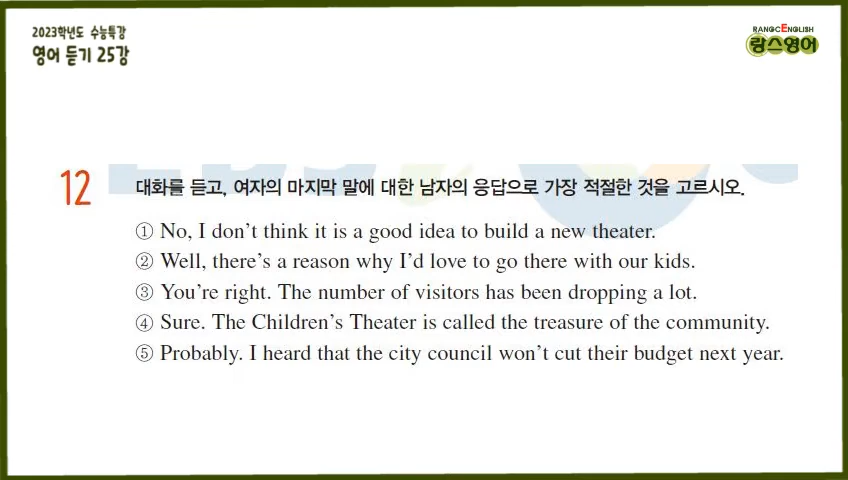 2023학년도 수능특강
영어 듣기 25강
RANGCENGLISH
랑스영어
12
대화를 듣고, 여자의 마지막 말에 대한 남자의 응답으로 가장 적절한 것을 고르시오.
① No, I don't think it is a good idea to build a new theater.
② Well, there's a reason why I'd love to go there with our kids.
③ You're right. The number of visitors has been dropping a lot.
④ Sure. The Children's Theater is called the treasure of the community.
⑤ Probably. I heard that the city council won't cut their budget next year.